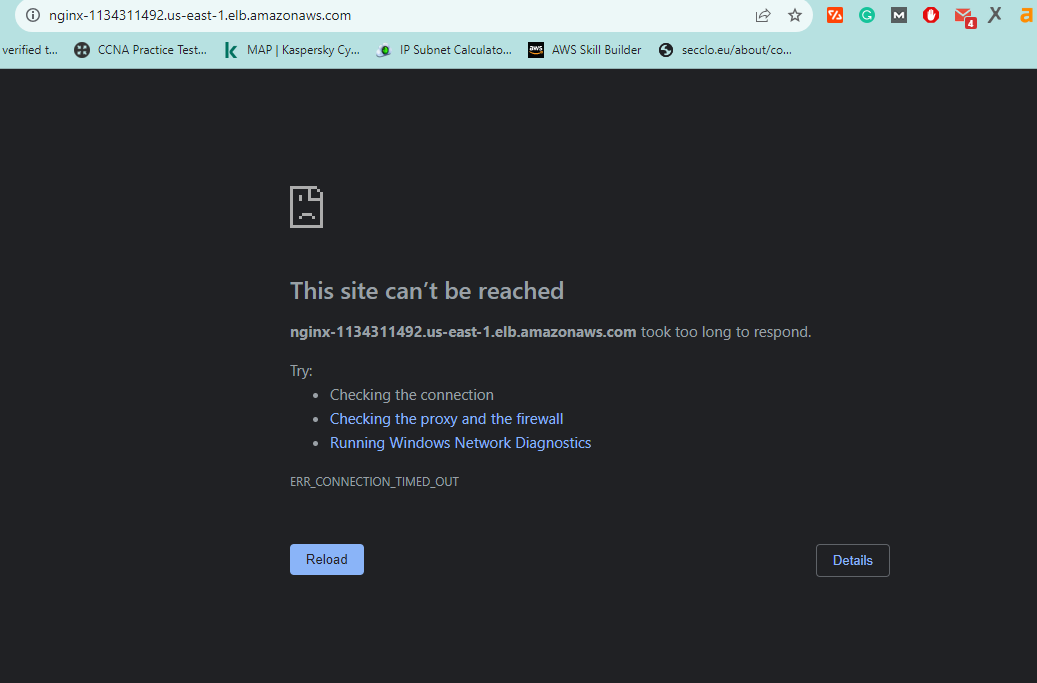 nginx-1134311492.us-east-1.elb.amazonaws.com
4
verified t... CCNA Practice Test... MAP | Kaspersky Cy... IP Subnet Calculato... aws AWS Skill Builder secclo.eu/about/co...
This site can’t be reached
nginx-1134311492.us-east-1.elb.amazonaws.com took too long to respond.
Try:
• Checking the connection
• Checking the proxy and the firewall
• Running Windows Network Diagnostics
ERR_CONNECTION_TIMED_OUT
Reload Details